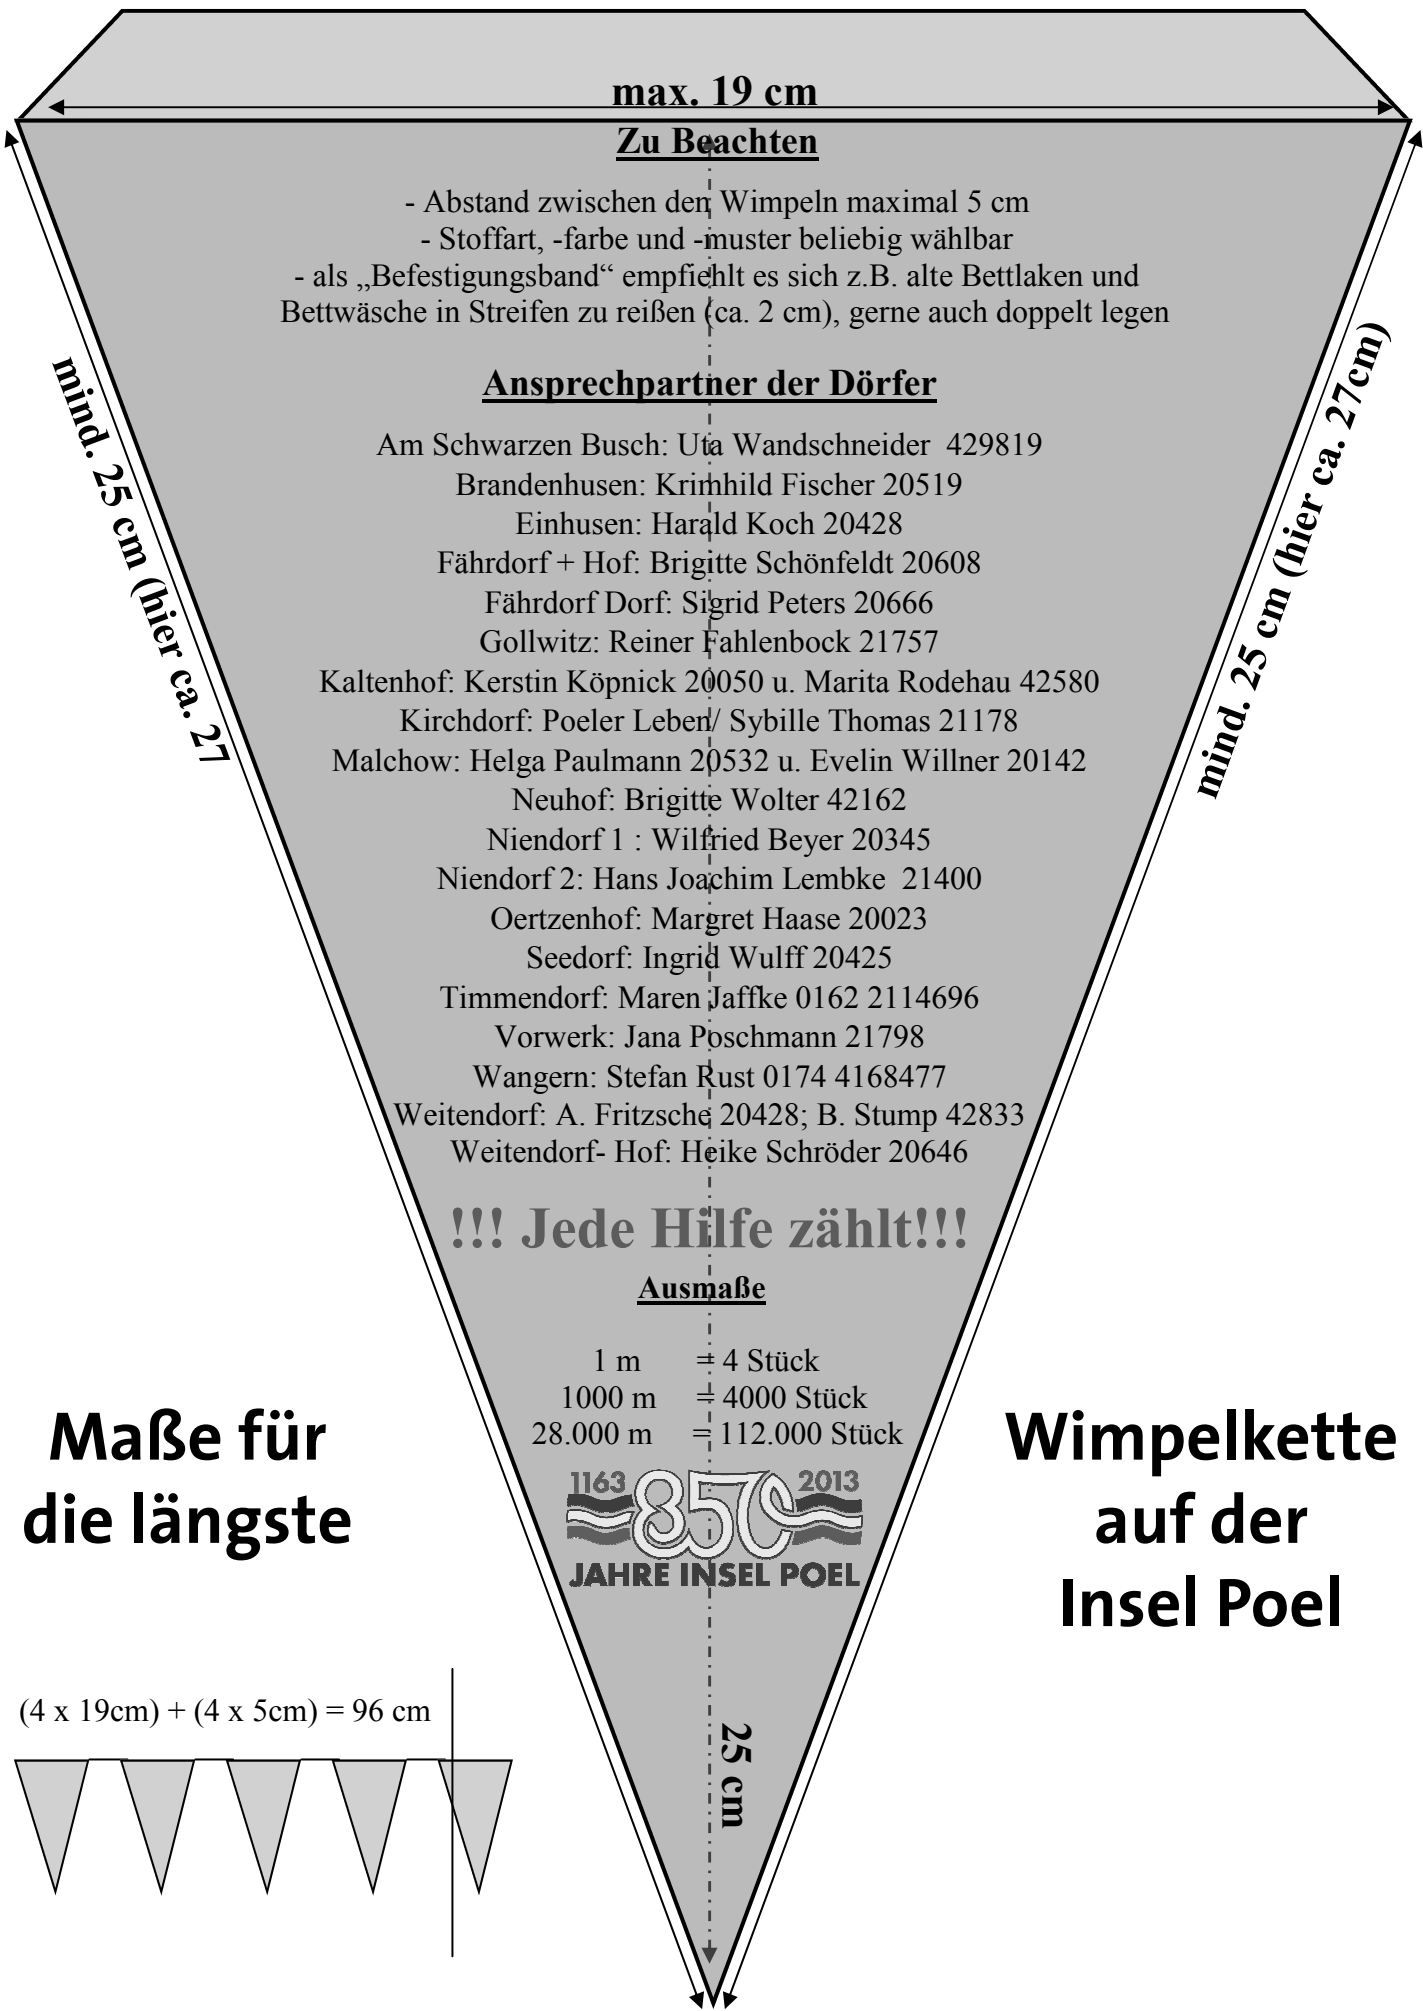 max. 19 cm
Zu Beachten
- Abstand zwischen den Wimpeln maximal 5 cm
- Stoffart, -farbe und -muster beliebig wählbar
- als „Befestigungsband“ empfiehlt es sich z.B. alte Bettlaken und
Bettwäsche in Streifen zu reißen (ca. 2 cm), gerne auch doppelt legen
mind. 25 cm (hier ca. 27
mind. 25 cm (hier ca. 27cm)
Ansprechpartner der Dörfer
Am Schwarzen Busch: Uta Wandschneider 429819
Brandenhusen: Krimhild Fischer 20519
Einhusen: Harald Koch 20428
Fährdorf + Hof: Brigitte Schönfeldt 20608
Fährdorf Dorf: Sigrid Peters 20666
Gollwitz: Reiner Fahlenbock 21757
Kaltenhof: Kerstin Köpnick 20050 u. Marita Rodehau 42580
Kirchdorf: Poeler Leben/ Sybille Thomas 21178
Malchow: Helga Paulmann 20532 u. Evelin Willner 20142
Neuhof: Brigitte Wolter 42162
Niendorf 1 : Wilfried Beyer 20345
Niendorf 2: Hans Joachim Lembke 21400
Oertzenhof: Margret Haase 20023
Seedorf: Ingrid Wulff 20425
Timmendorf: Maren Jaffke 0162 2114696
Vorwerk: Jana Poschmann 21798
Wangern: Stefan Rust 0174 4168477
Weitendorf: A. Fritzsche 20428; B. Stump 42833
Weitendorf- Hof: Heike Schröder 20646
!!! Jede Hilfe zählt!!!
Ausmaße
1 m = 4 Stück
1000 m = 4000 Stück
28.000 m = 112.000 Stück
1163 850 2013
JAHRE INSEL POEL
Maße für
die längste
Wimpelkette
auf der
Insel Poel
(4 x 19cm) + (4 x 5cm) = 96 cm
25 cm